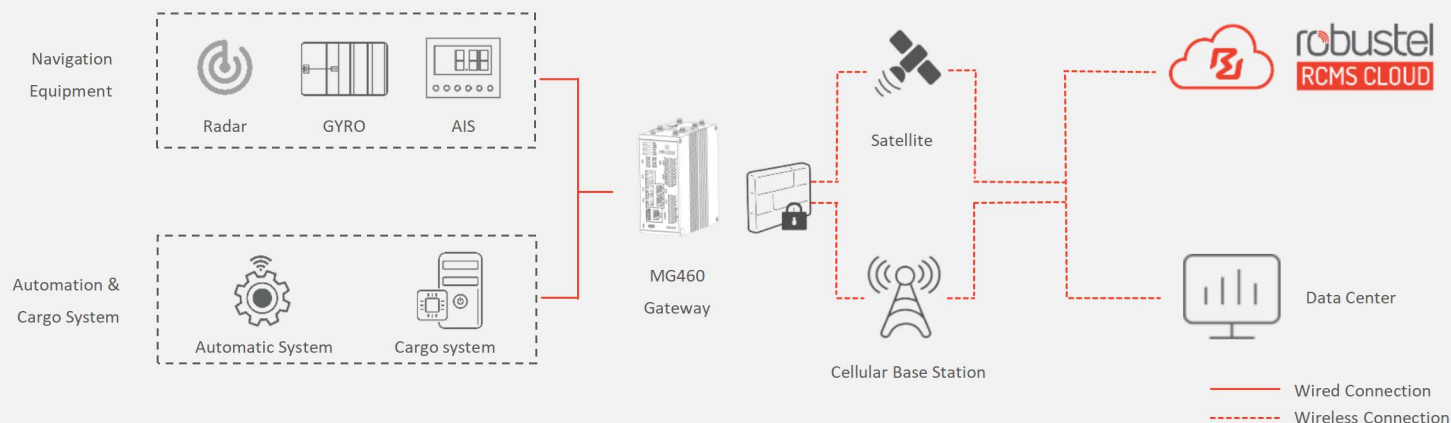 Navigation
Equipment
Radar
GYRO
AIS
Satellite
robustel
RCMS CLOUD
Automation &
Cargo System
Automatic System
Cargo system
MG460
Gateway
Cellular Base Station
Data Center
Wired Connection
Wireless Connection